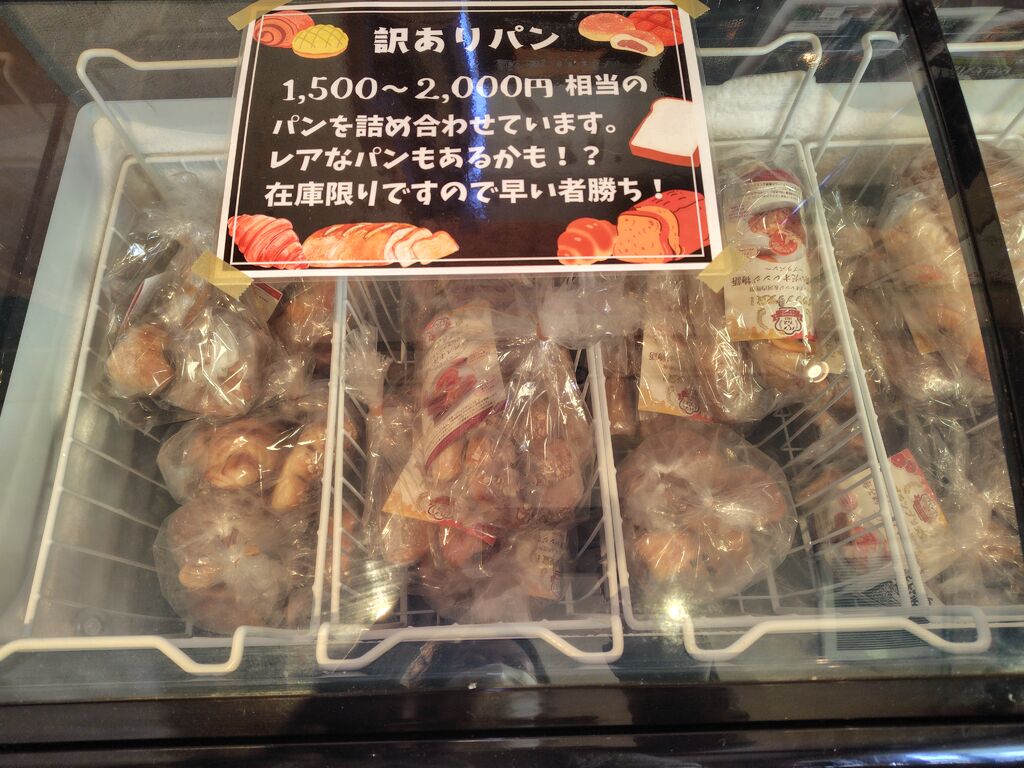 訳ありパン
1,500～2,000円 相当の
パンを詰め合わせています。
レアなパンもあるかも！？
在庫限りですので早い者勝ち！